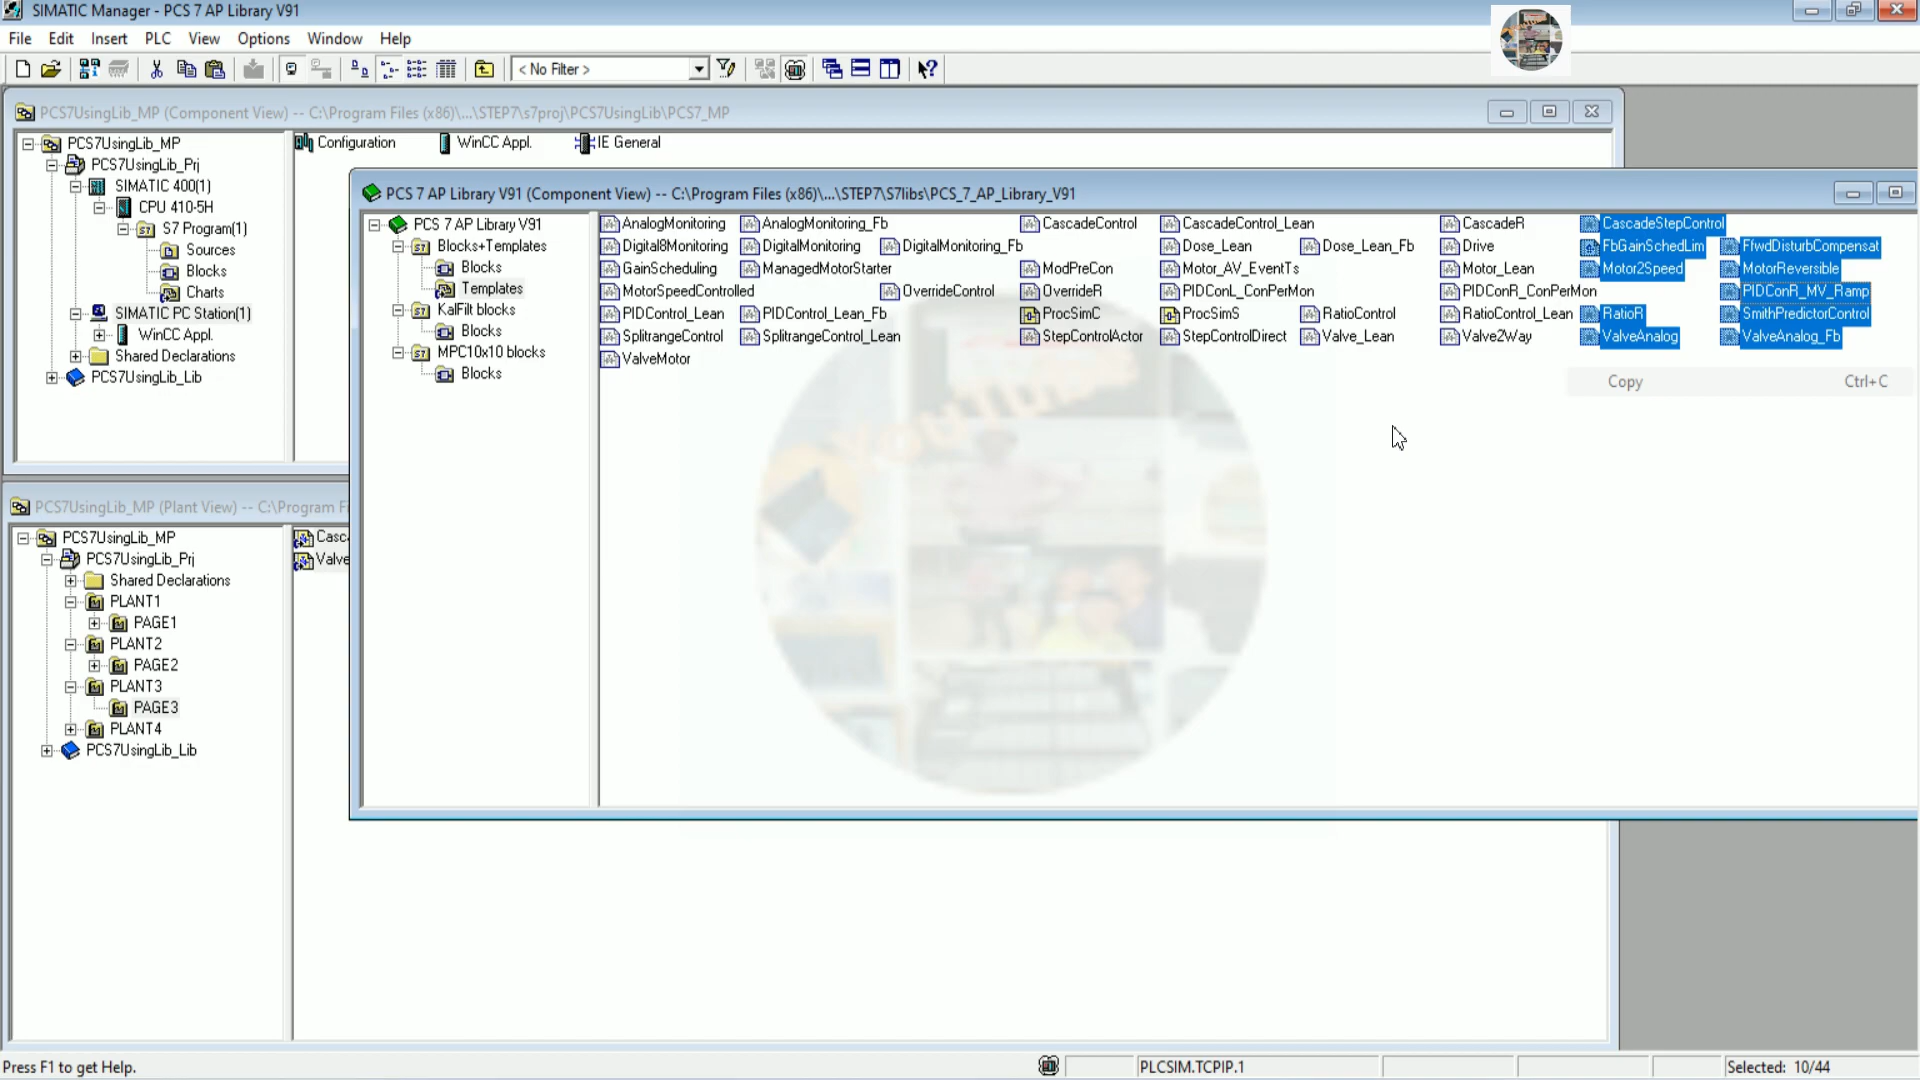 SIMATIC Manager - PCS 7 AP Library V91
File Edit Insert PLC View Options Window Help
< No Filter >
PCS7UsingLib_MP (Component View) -- C:\Program Files (x86)\...\STEP7\s7proj\PCS7UsingLib\PCS7_MP
PCS7UsingLib_MP
PCS7UsingLib_Prj
SIMATIC 400(1)
CPU 410-5H
S7 Program(1)
Sources
Blocks
Charts
SIMATIC PC Station(1)
WinCC Appl.
Shared Declarations
PCS7UsingLib_Lib
Configuration WinCC Appl. IE General
PCS 7 AP Library V91 (Component View) -- C:\Program Files (x86)\...\STEP7\S7libs\PCS_7_AP_Library_V91
PCS 7 AP Library V91
Blocks+Templates
Blocks
Templates
KalFilt blocks
Blocks
MPC10x10 blocks
Blocks
AnalogMonitoring AnalogMonitoring_Fb CascadeControl CascadeControl_Lean CascadeR CascadeStepControl
Digital8Monitoring DigitalMonitoring DigitalMonitoring_Fb Dose_Lean Dose_Lean_Fb Drive FbGainSchedLim FfwdDisturbCompensat
GainScheduling ManagedMotorStarter ModPreCon Motor_AV_EventTs Motor_Lean Motor2Speed MotorReversible
MotorSpeedControlled OverrideControl OverrideR PIDConL_ConPerMon PIDConR_ConPerMon PIDConR_MV_Ramp
PIDControl_Lean PIDControl_Lean_Fb ProcSimC ProcSimS RatioControl RatioControl_Lean RatioR SmithPredictorControl
SplitrangeControl SplitrangeControl_Lean StepControlActor StepControlDirect Valve_Lean Valve2Way ValveAnalog ValveAnalog_Fb
ValveMotor
Copy Ctrl+C
PCS7UsingLib_MP (Plant View) -- C:\Program Fi
PCS7UsingLib_MP
PCS7UsingLib_Prj
Shared Declarations
PLANT1
PAGE1
PLANT2
PAGE2
PLANT3
PAGE3
PLANT4
PCS7UsingLib_Lib
Casc
Valve
Press F1 to get Help. PLCSIM.TCPIP.1 Selected: 10/44